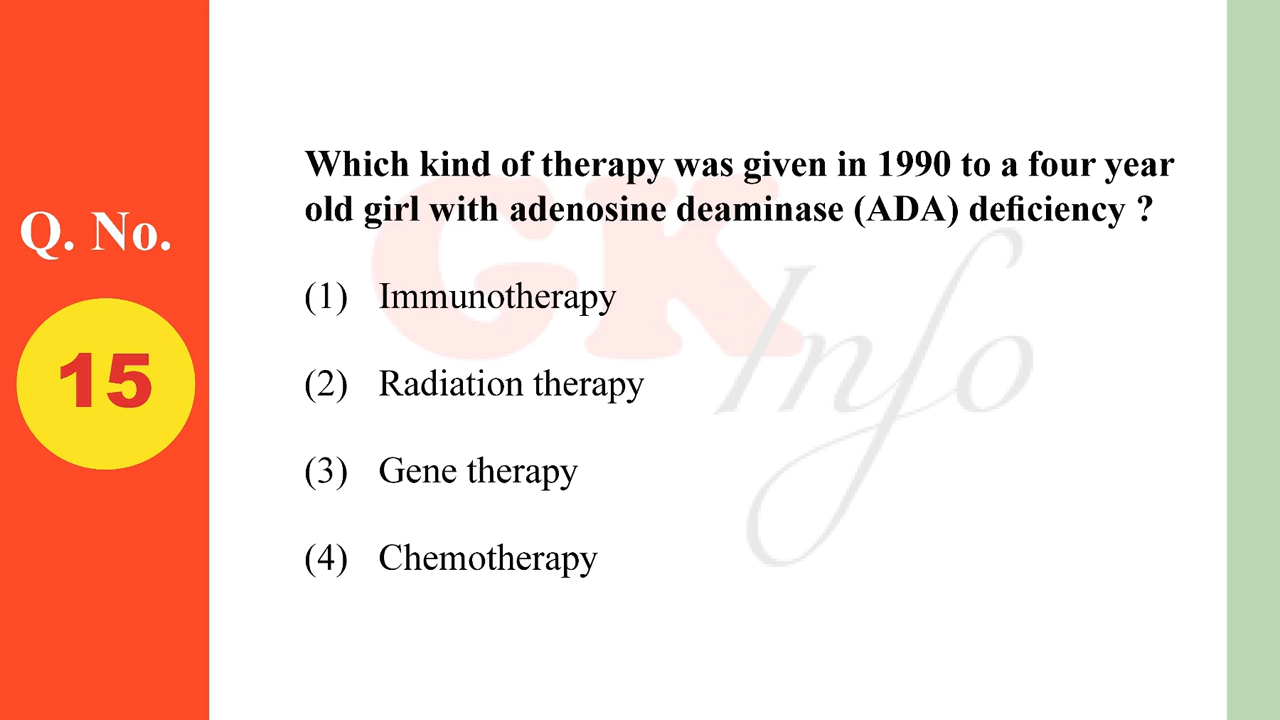 Q. No.
15
Which kind of therapy was given in 1990 to a four year
old girl with adenosine deaminase (ADA) deficiency ?
(1) Immunotherapy
(2) Radiation therapy
(3) Gene therapy
(4) Chemotherapy
GK
Info